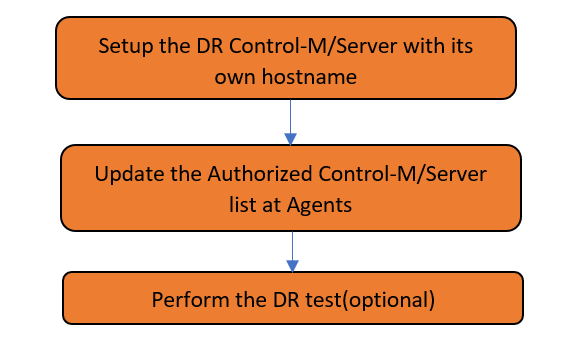 Setup the DR Control-M/Server with its
own hostname
Update the Authorized Control-M/Server
list at Agents
Perform the DR test(optional)